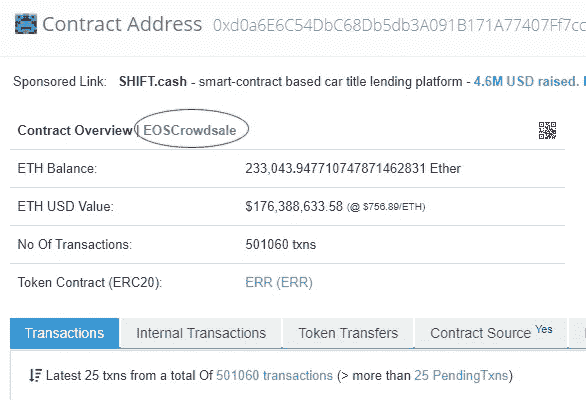 Contract Address 0xd0a6E6C54DbC68Db5db3A091B171A77407Ff7cc
Sponsored Link: SHIFT.cash - smart-contract based car title lending platform - 4.6M USD raised.
Contract Overview | EOSCrowdsale
ETH Balance: 233,043.947710747871462831 Ether
ETH USD Value: $176,388,633.58 (@ $756.89/ETH)
No Of Transactions: 501060 txns
Token Contract (ERC20): ERR (ERR)
Transactions Internal Transactions Token Transfers Contract Source Yes
Latest 25 txns from a total Of 501060 transactions (> more than 25 PendingTxns)